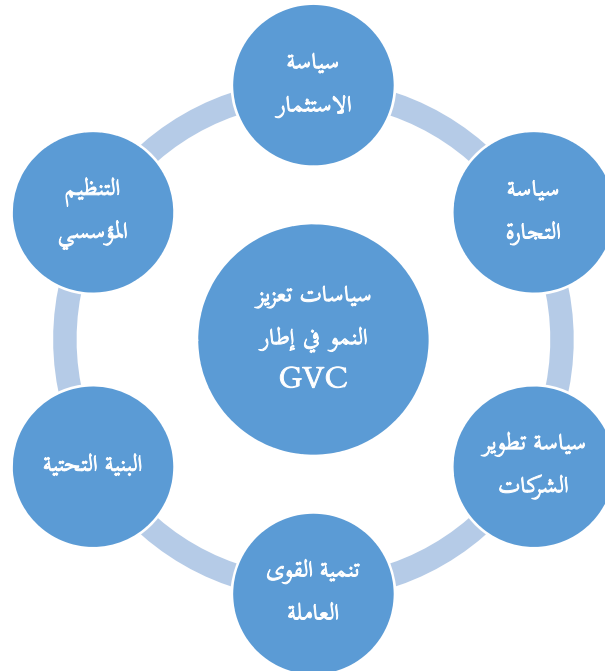 سياسة
الاستثمار
سياسة
التجارة
سياسة تطوير
الشركات
تنمية القوى
العاملة
البنية التحتية
التنظيم
المؤسسي
سياسات تعزيز
النمو في إطار
GVC